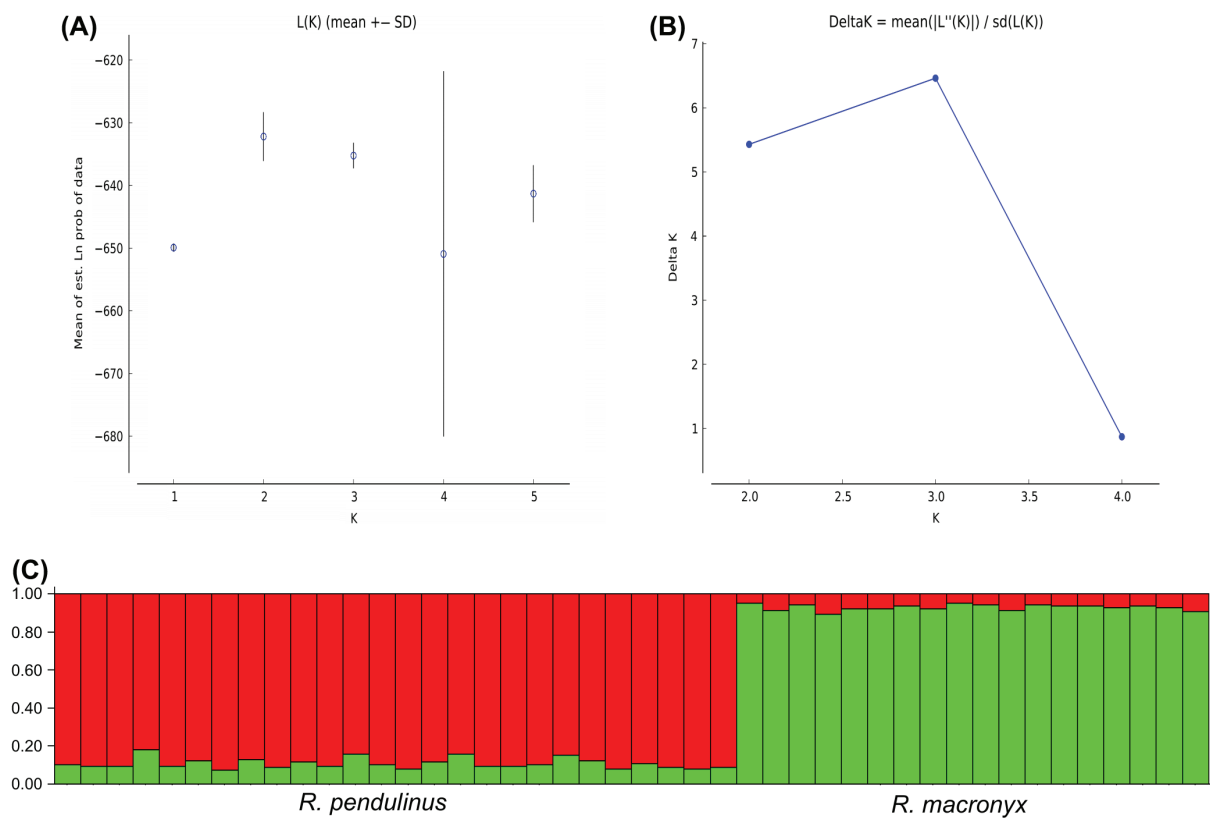 (A)
L(K) (mean +− SD)
Mean of est. Ln prob of data
−620
−630
−640
−650
−660
−670
−680
1 2 3 4 5
K
(B)
DeltaK = mean(|L''(K)|) / sd(L(K))
Delta K
7
6
5
4
3
2
1
2.0 2.5 3.0 3.5 4.0
K
(C)
1.00
0.80
0.60
0.40
0.20
0.00
R. pendulinus R. macronyx